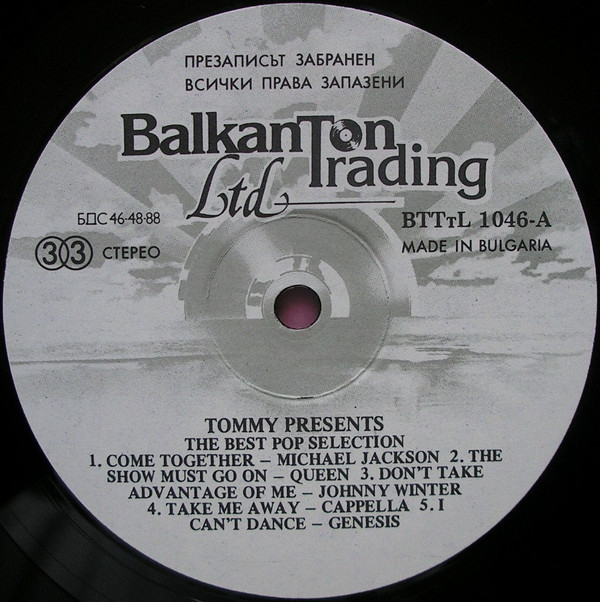 ПРЕЗАПИСЪТ ЗАБРАНЕН
ВСИЧКИ ПРАВА ЗАПАЗЕНИ
BalkanTon
Trading
Ltd
БДС 46-48-88
BTTтL 1046-A
33 СТЕРЕО
MADE IN BULGARIA
TOMMY PRESENTS
THE BEST POP SELECTION
1. COME TOGETHER – MICHAEL JACKSON 2. THE
SHOW MUST GO ON – QUEEN 3. DON'T TAKE
ADVANTAGE OF ME – JOHNNY WINTER
4. TAKE ME AWAY – CAPPELLA 5. I
CAN'T DANCE – GENESIS